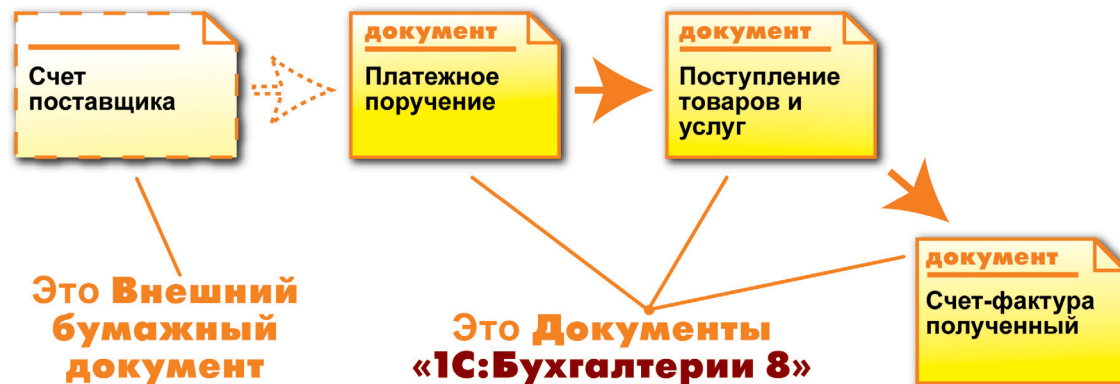 Счет
поставщика
документ
Платежное
поручение
документ
Поступление
товаров и
услуг
документ
Счет-фактура
полученный
Это Внешний
бумажный
документ
Это Документы
«1С:Бухгалтерии 8»